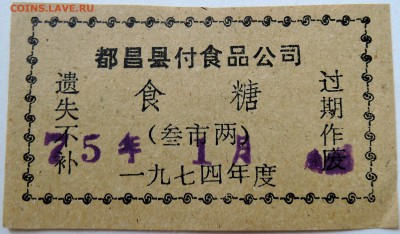 COINS.LAVE.RU
都昌县付食品公司
食糖
(叁市两)
75年1月
一九七四年度
遗失不补
过期作废